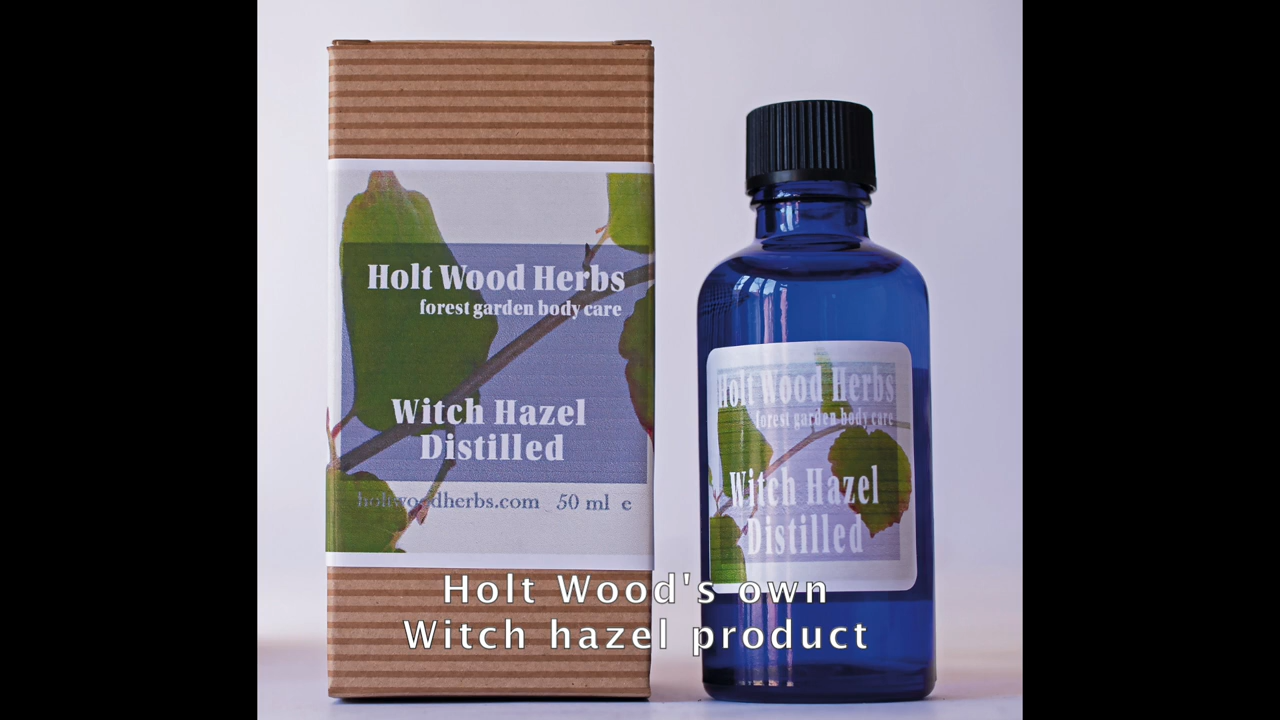 Holt Wood Herbs
forest garden body care
Witch Hazel
Distilled
holtwoodherbs.com 50 ml e
Holt Wood Herbs
forest garden body care
Witch Hazel
Distilled
Holt Wood's own
Witch hazel product